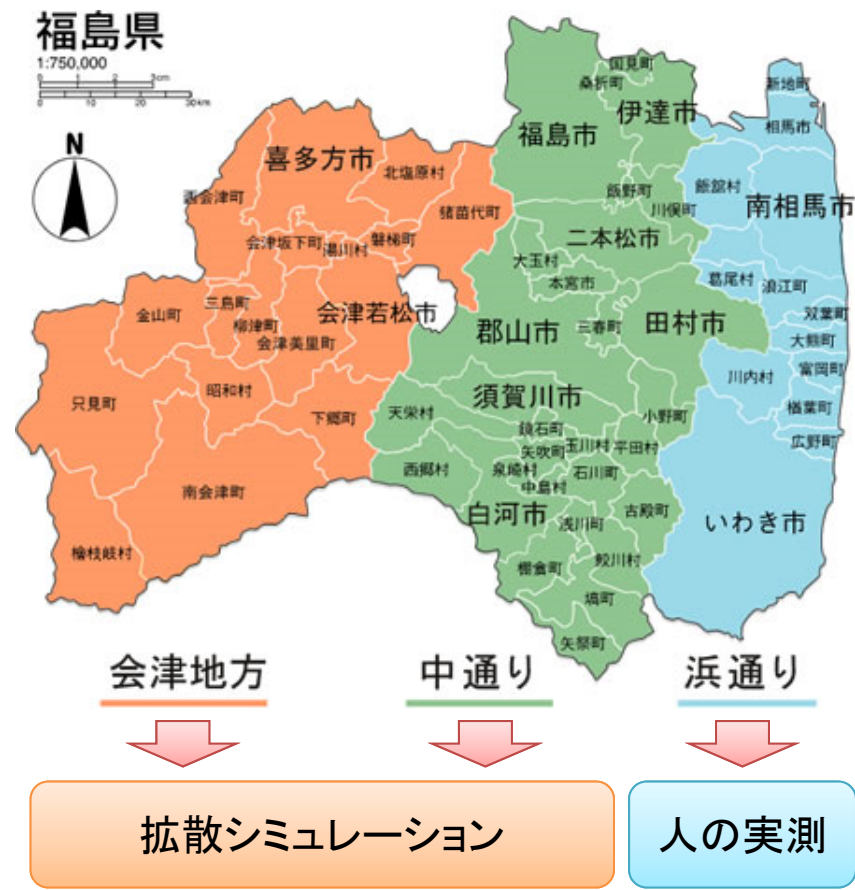 福島県
1:750,000
0 1 2 3cm
0 10 20 30km
N
国見町
桑折町
伊達市
福島市
新地町
相馬市
喜多方市
北塩原村
西会津町
猪苗代町
飯野町
川俣町
飯舘村
南相馬市
会津坂下町
湯川村
磐梯町
二本松市
大玉村
本宮市
葛尾村
浪江町
金山町
三島町
柳津町
会津若松市
会津美里町
郡山市
三春町
田村市
双葉町
大熊町
富岡町
川内村
只見町
昭和村
下郷町
天栄村
須賀川市
小野町
楢葉町
広野町
鏡石町
矢吹町
玉川村
平田村
西郷村
泉崎村
石川町
中島村
南会津町
白河市
浅川町
古殿町
いわき市
檜枝岐村
棚倉町
鮫川村
塙町
矢祭町
会津地方
中通り
浜通り
拡散シミュレーション
人の実測